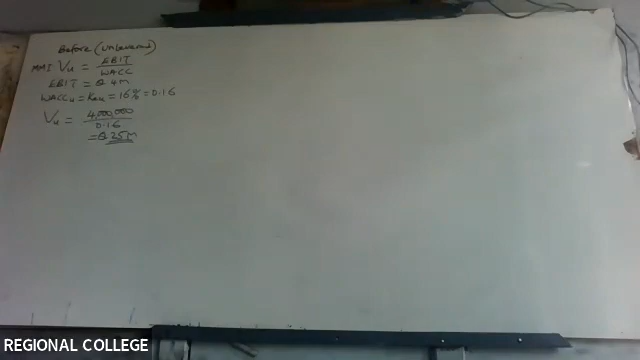 Before (Unlevered)
MMI Vu = EBIT / WACC
EBIT = Q 4m
WACCu = Keu = 16% = 0.16
Vu = 4,000,000 / 0.16
= Q 25M
REGIONAL COLLEGE